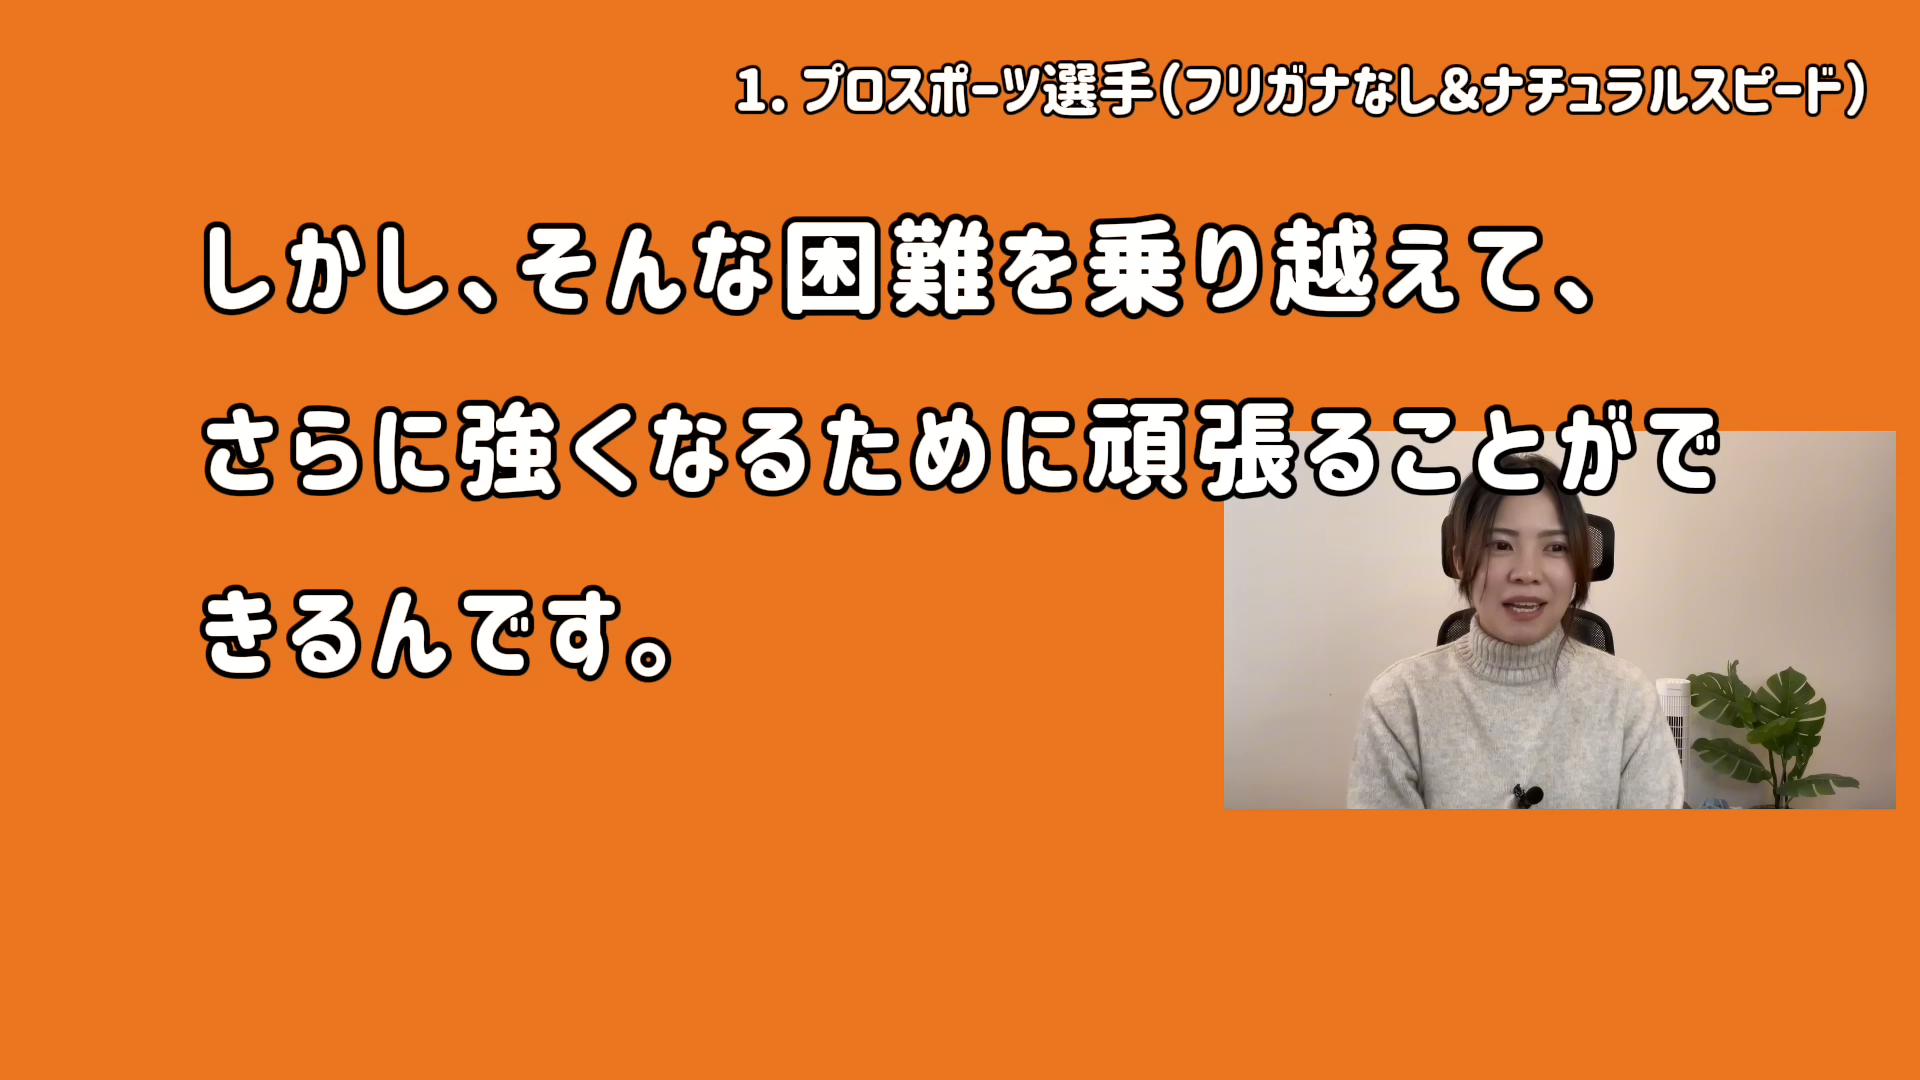 1. プロスポーツ選手(フリガナなし&ナチュラルスピード)
しかし、そんな困難を乗り越えて、
さらに強くなるために頑張ることがで
きるんです。